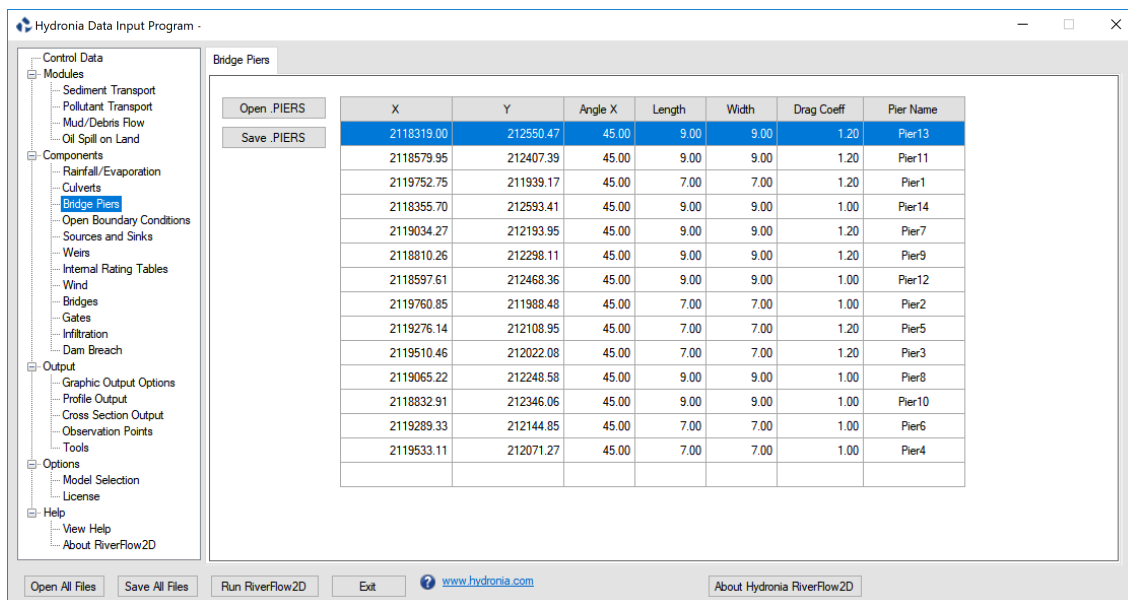 Hydronia Data Input Program -
Control Data
Modules
Sediment Transport
Pollutant Transport
Mud/Debris Flow
Oil Spill on Land
Components
Rainfall/Evaporation
Culverts
Bridge Piers
Open Boundary Conditions
Sources and Sinks
Weirs
Internal Rating Tables
Wind
Bridges
Gates
Infiltration
Dam Breach
Output
Graphic Output Options
Profile Output
Cross Section Output
Observation Points
Tools
Options
Model Selection
License
Help
View Help
About RiverFlow2D
Bridge Piers
Open .PIERS
Save .PIERS
X Y Angle X Length Width Drag Coeff Pier Name
2118319.00 212550.47 45.00 9.00 9.00 1.20 Pier13
2118579.95 212407.39 45.00 9.00 9.00 1.20 Pier11
2119752.75 211939.17 45.00 7.00 7.00 1.20 Pier1
2118355.70 212593.41 45.00 9.00 9.00 1.00 Pier14
2119034.27 212193.95 45.00 9.00 9.00 1.20 Pier7
2118810.26 212298.11 45.00 9.00 9.00 1.20 Pier9
2118597.61 212468.36 45.00 9.00 9.00 1.00 Pier12
2119760.85 211988.48 45.00 7.00 7.00 1.00 Pier2
2119276.14 212108.95 45.00 7.00 7.00 1.20 Pier5
2119510.46 212022.08 45.00 7.00 7.00 1.20 Pier3
2119065.22 212248.58 45.00 9.00 9.00 1.00 Pier8
2118832.91 212346.06 45.00 9.00 9.00 1.00 Pier10
2119289.33 212144.85 45.00 7.00 7.00 1.00 Pier6
2119533.11 212071.27 45.00 7.00 7.00 1.00 Pier4
Open All Files Save All Files Run RiverFlow2D Exit ? www.hydronia.com About Hydronia RiverFlow2D